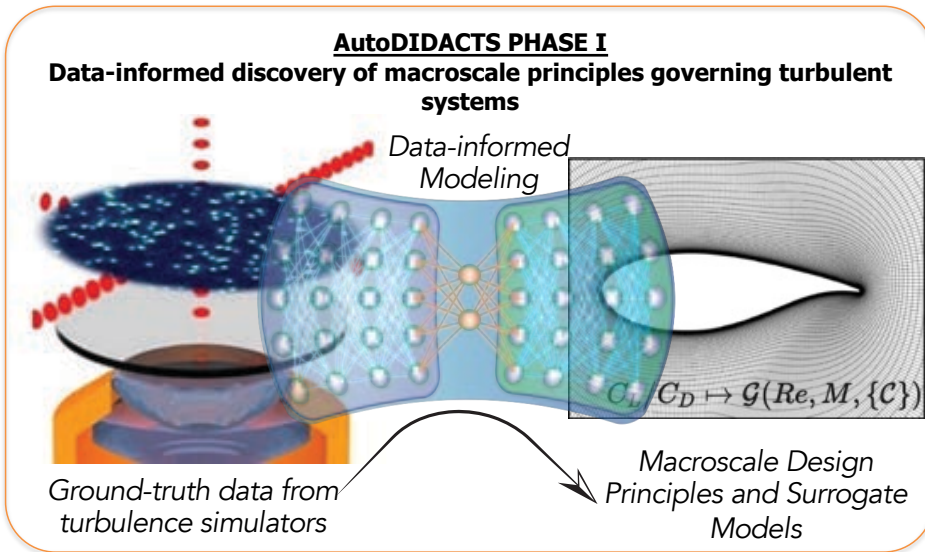 AutoDIDACTS PHASE I
Data-informed discovery of macroscale principles governing turbulent
systems
Data-informed
Modeling
C_L/C_D ↦ 𝒢(Re, M, {𝒞})
Ground-truth data from
turbulence simulators
Macroscale Design
Principles and Surrogate
Models